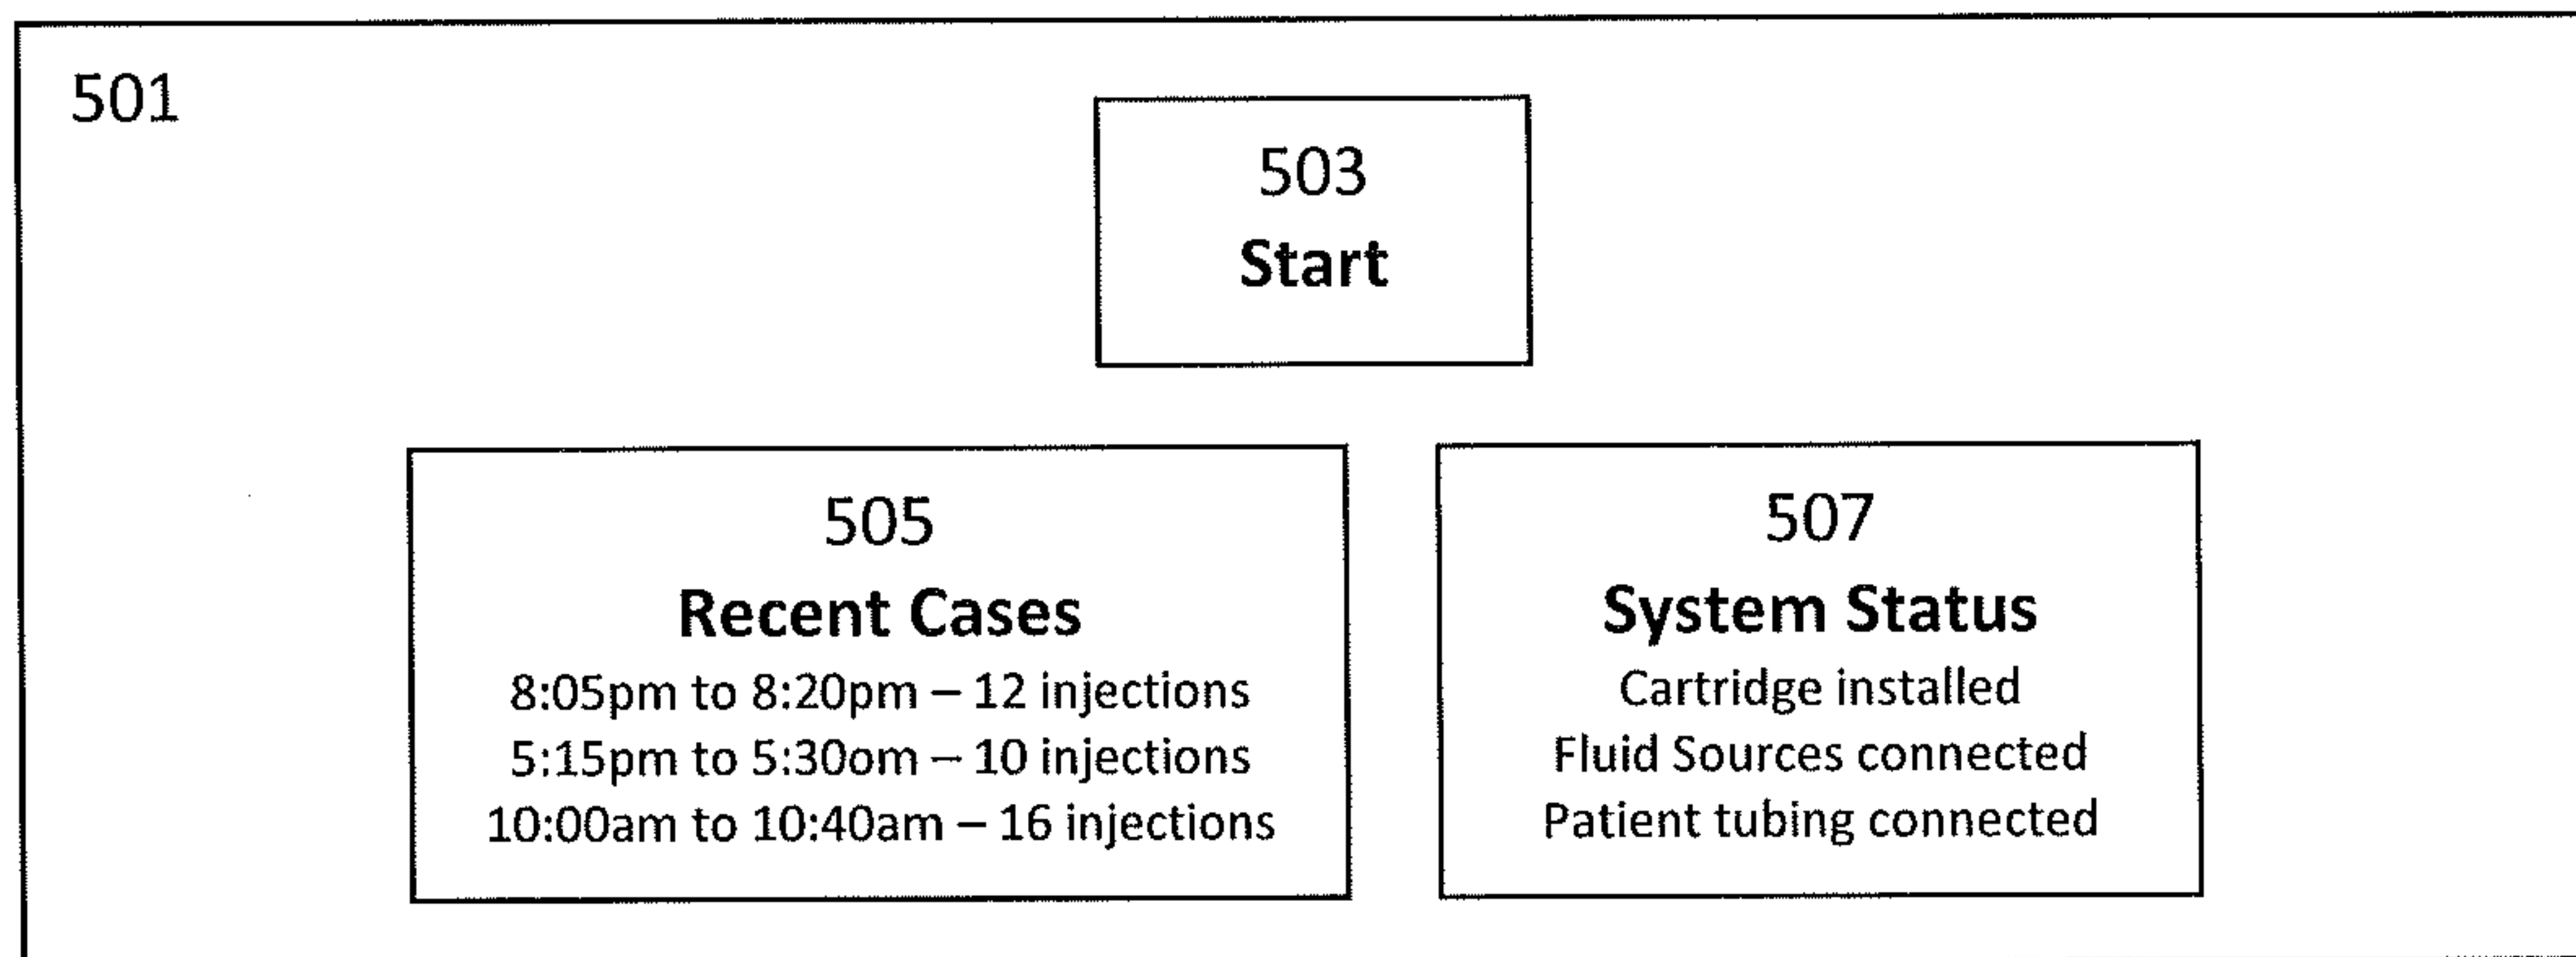 501
503
Start
505
Recent Cases
8:05pm to 8:20pm – 12 injections
5:15pm to 5:30om – 10 injections
10:00am to 10:40am – 16 injections
507
System Status
Cartridge installed
Fluid Sources connected
Patient tubing connected